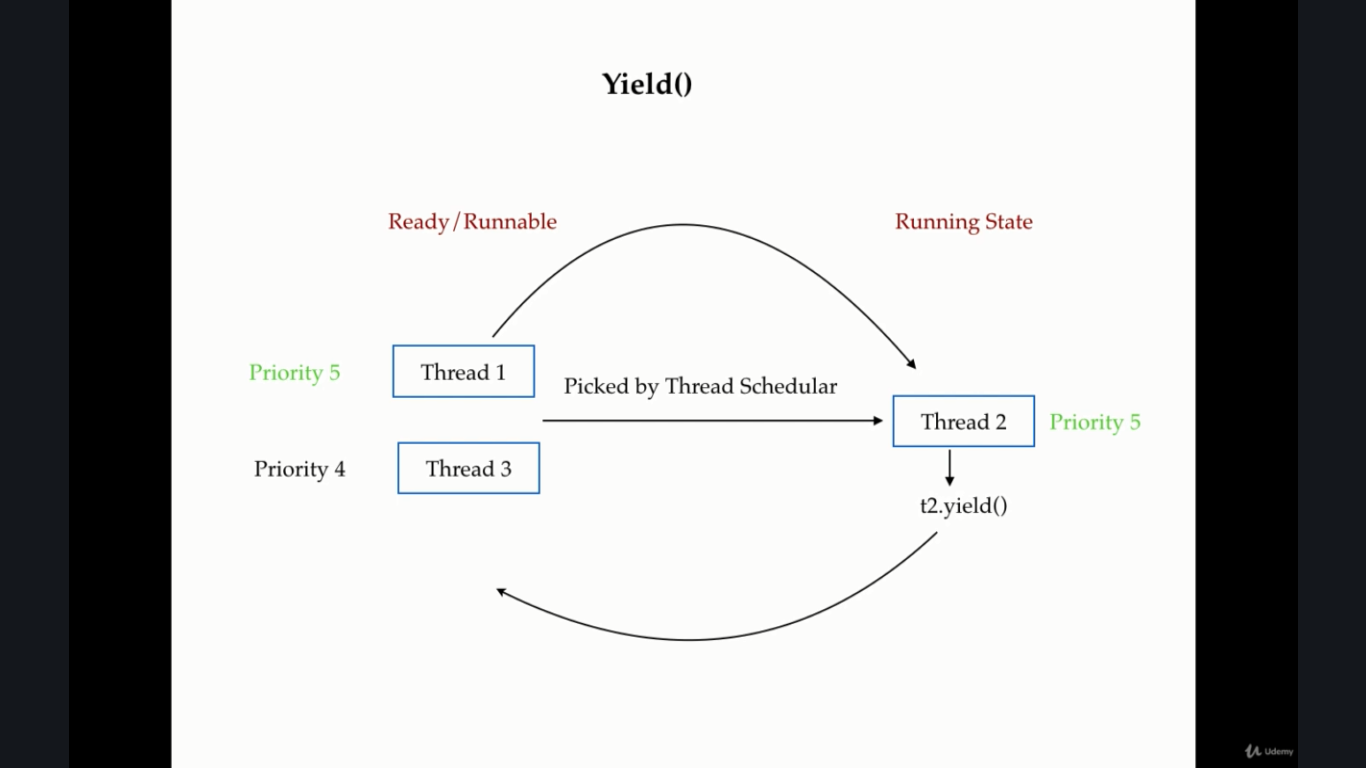 Yield()
Ready/Runnable
Running State
Priority 5
Thread 1
Picked by Thread Schedular
Thread 2
Priority 5
Priority 4
Thread 3
t2.yield()
Udemy